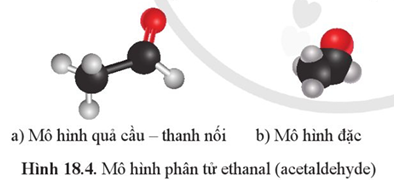 a) Mô hình quả cầu – thanh nối b) Mô hình đặc
Hình 18.4. Mô hình phân tử ethanal (acetaldehyde)